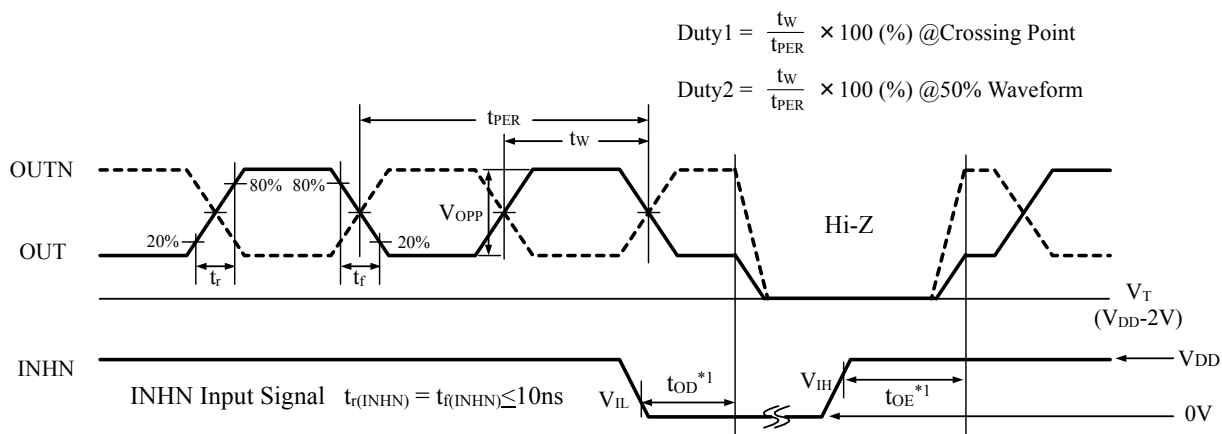 Duty1 = tW/tPER × 100 (%) @Crossing Point
Duty2 = tW/tPER × 100 (%) @50% Waveform
tPER
tW
OUTN
80% 80%
VOPP
Hi-Z
20% 20%
OUT
tr tf
VT
(VDD-2V)
INHN
VDD
VIL tOD*1 VIH tOE*1
INHN Input Signal tr(INHN) = tf(INHN)≤10ns
0V